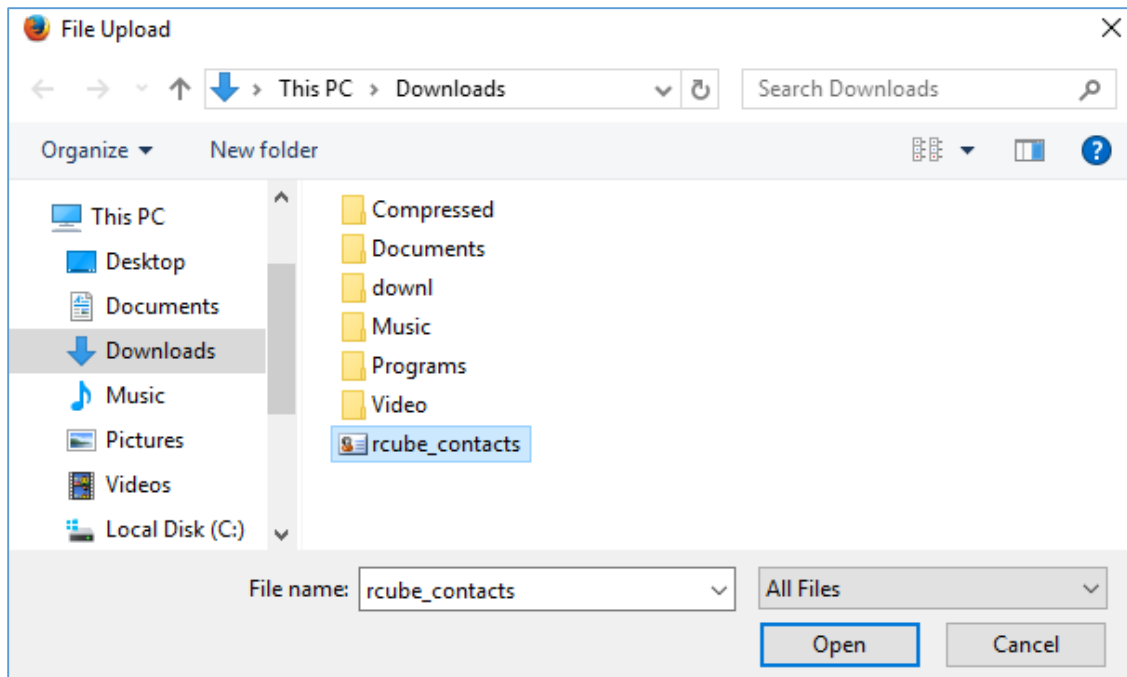 File Upload
This PC > Downloads
Search Downloads
Organize
New folder
This PC
Desktop
Documents
Downloads
Music
Pictures
Videos
Local Disk (C:)
Compressed
Documents
downl
Music
Programs
Video
rcube_contacts
File name: rcube_contacts
All Files
Open
Cancel